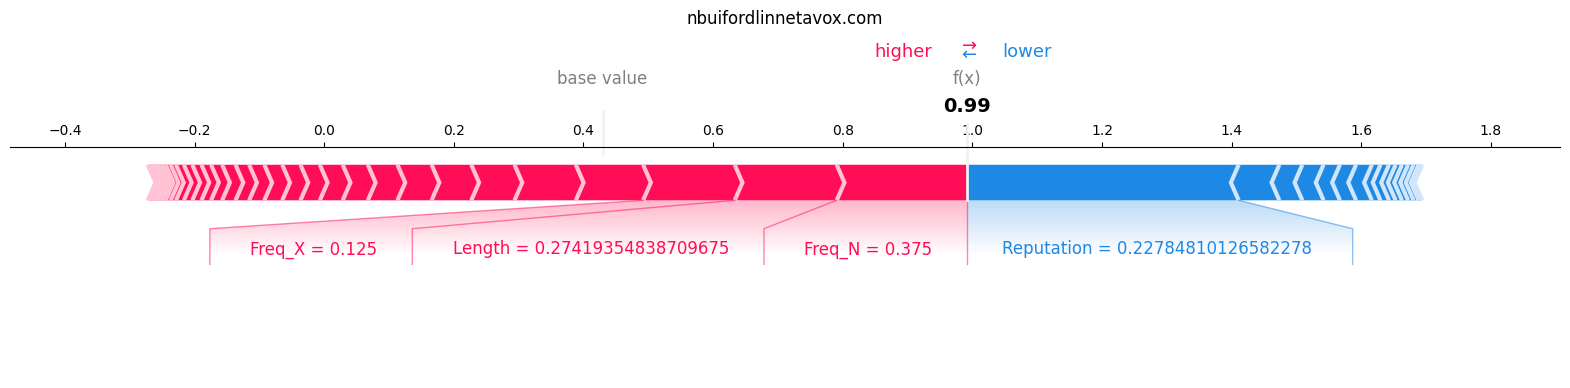 nbuifordlinnetavox.com
higher ⇄ lower
base value f(x)
0.99
−0.4 −0.2 0.0 0.2 0.4 0.6 0.8 1.0 1.2 1.4 1.6 1.8
Freq_X = 0.125 Length = 0.27419354838709675 Freq_N = 0.375 Reputation = 0.22784810126582278